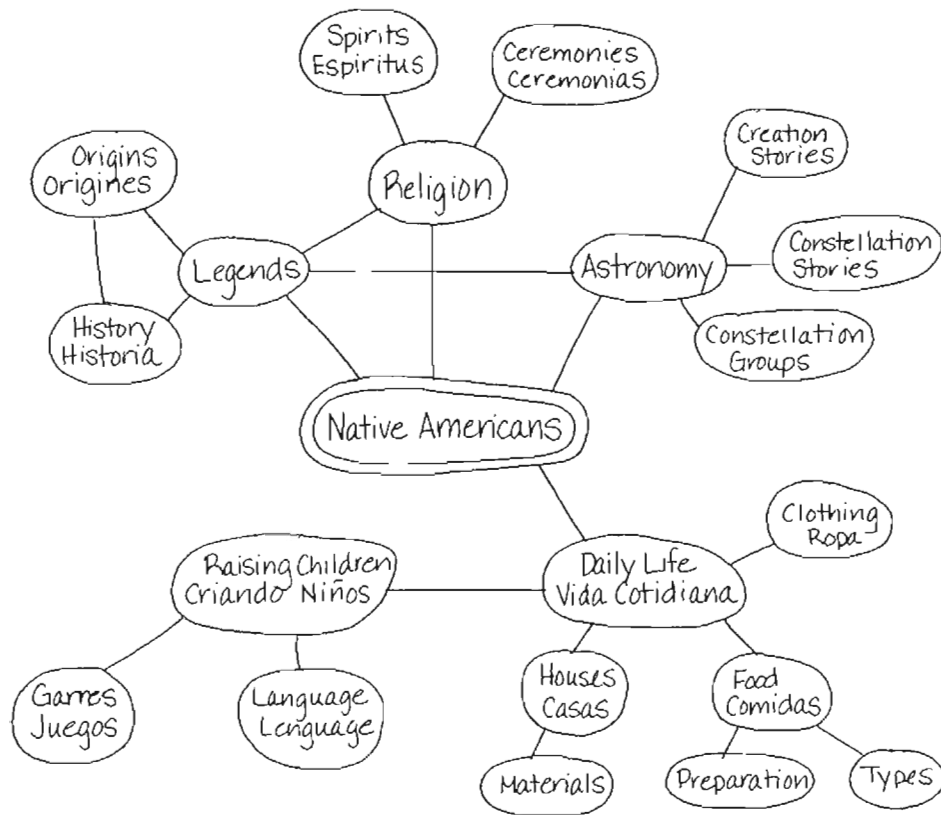 Spirits
Espiritus
Ceremonies
Ceremonias
Creation
Stories
Origins
Origines
Religion
Legends
Astronomy
Constellation
Stories
History
Historia
Constellation
Groups
Native Americans
Clothing
Ropa
Raising Children
Criando Niños
Daily Life
Vida Cotidiana
Games
Juegos
Language
Lenguage
Houses
Casas
Food
Comidas
Materials
Preparation
Types